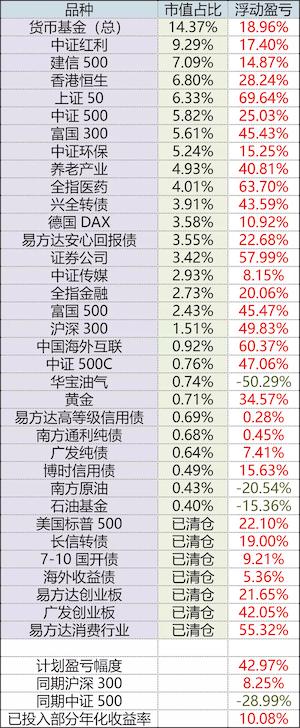 品种 市值占比 浮动盈亏
货币基金（总） 14.37% 18.96%
中证红利 9.29% 17.40%
建信 500 7.09% 14.87%
香港恒生 6.80% 28.24%
上证 50 6.33% 69.64%
中证 500 5.82% 25.03%
富国 300 5.61% 45.43%
中证环保 5.24% 15.25%
养老产业 4.93% 40.81%
全指医药 4.01% 63.70%
兴全转债 3.91% 43.59%
德国 DAX 3.58% 10.92%
易方达安心回报债 3.55% 22.68%
证券公司 3.42% 57.99%
中证传媒 2.93% 8.15%
全指金融 2.73% 20.06%
富国 500 2.43% 45.47%
沪深 300 1.51% 49.83%
中国海外互联 0.92% 60.37%
中证 500C 0.76% 47.06%
华宝油气 0.74% -50.29%
黄金 0.71% 34.57%
易方达高等级信用债 0.69% 0.28%
南方通利纯债 0.68% 0.45%
广发纯债 0.64% 7.41%
博时信用债 0.49% 15.63%
南方原油 0.43% -20.54%
石油基金 0.40% -15.36%
美国标普 500 已清仓 22.10%
长信转债 已清仓 19.00%
7-10 国开债 已清仓 9.21%
海外收益债 已清仓 5.36%
易方达创业板 已清仓 21.65%
广发创业板 已清仓 42.05%
易方达消费行业 已清仓 55.32%
计划盈亏幅度 42.97%
同期沪深 300 8.25%
同期中证 500 -28.99%
已投入部分年化收益率 10.08%